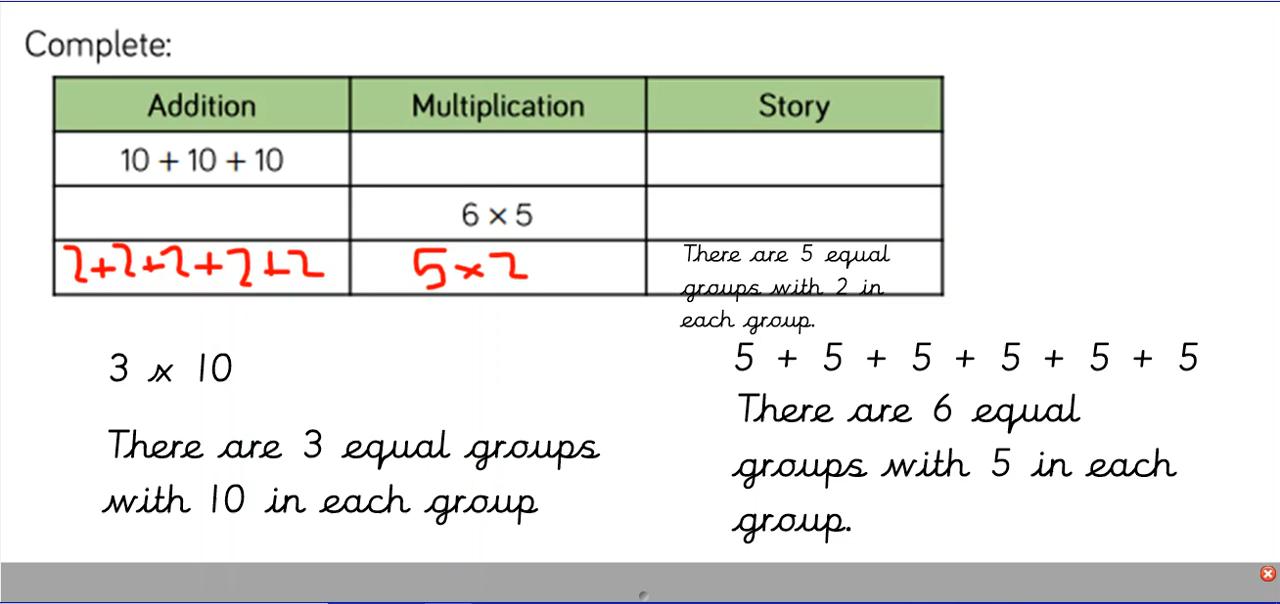 Complete:
Addition Multiplication Story
10 + 10 + 10
6 × 5
2+2+2+2+2 5×2 There are 5 equal
groups with 2 in
each group.
3 x 10
There are 3 equal groups
with 10 in each group
5 + 5 + 5 + 5 + 5 + 5
There are 6 equal
groups with 5 in each
group.